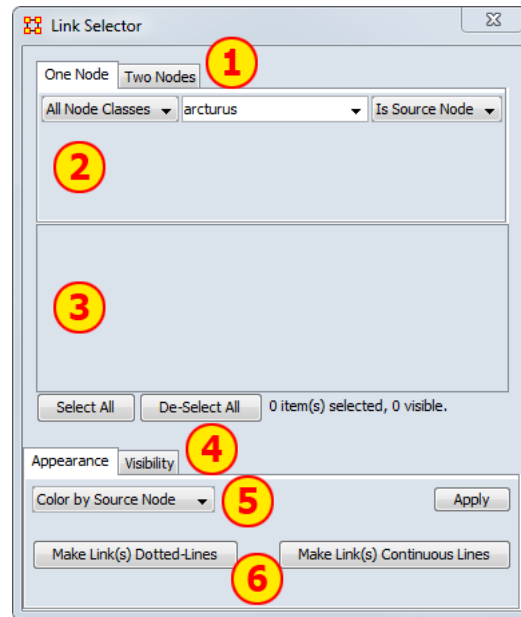 Link Selector
One Node Two Nodes 1
All Node Classes arcturus Is Source Node
2
3
Select All De-Select All 0 item(s) selected, 0 visible.
4
Appearance Visibility
Color by Source Node 5 Apply
Make Link(s) Dotted-Lines Make Link(s) Continuous Lines
6